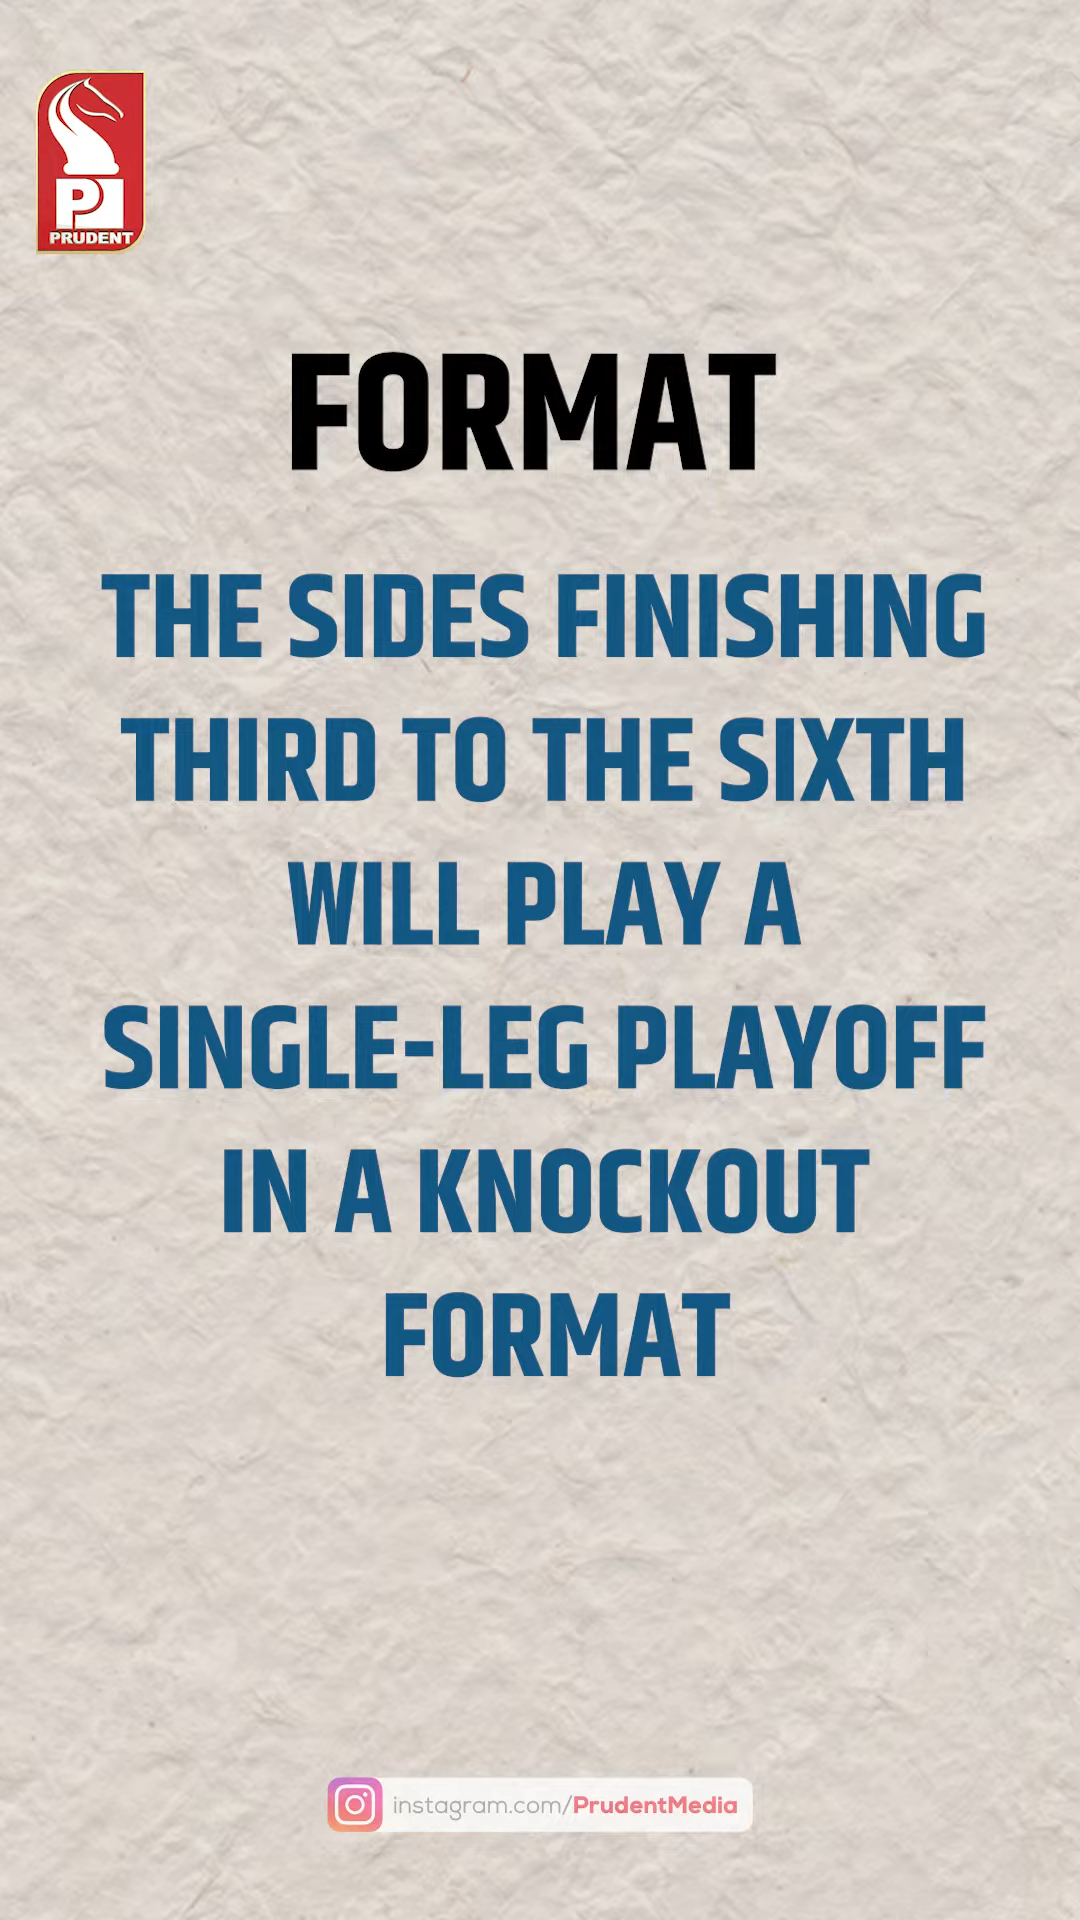 PRUDENT
FORMAT
THE SIDES FINISHING
THIRD TO THE SIXTH
WILL PLAY A
SINGLE-LEG PLAYOFF
IN A KNOCKOUT
FORMAT
instagram.com/PrudentMedia